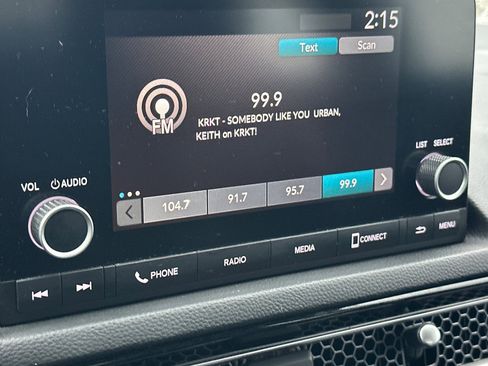 2:15
Text Scan
FM
99.9
KRKT - SOMEBODY LIKE YOU URBAN,
KEITH on KRKT!
104.7 91.7 95.7 99.9
VOL AUDIO
LIST SELECT
PHONE RADIO MEDIA CONNECT MENU